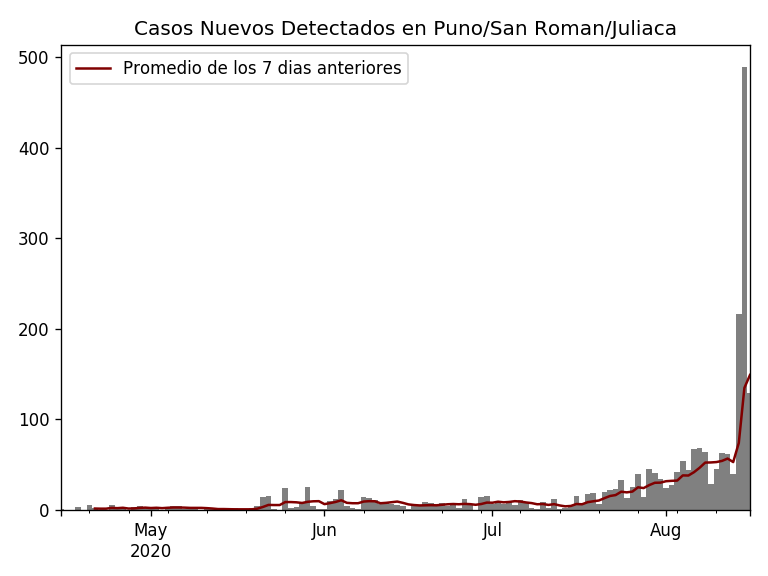 Casos Nuevos Detectados en Puno/San Roman/Juliaca
Promedio de los 7 dias anteriores
500
400
300
200
100
0
May
2020
Jun
Jul
Aug